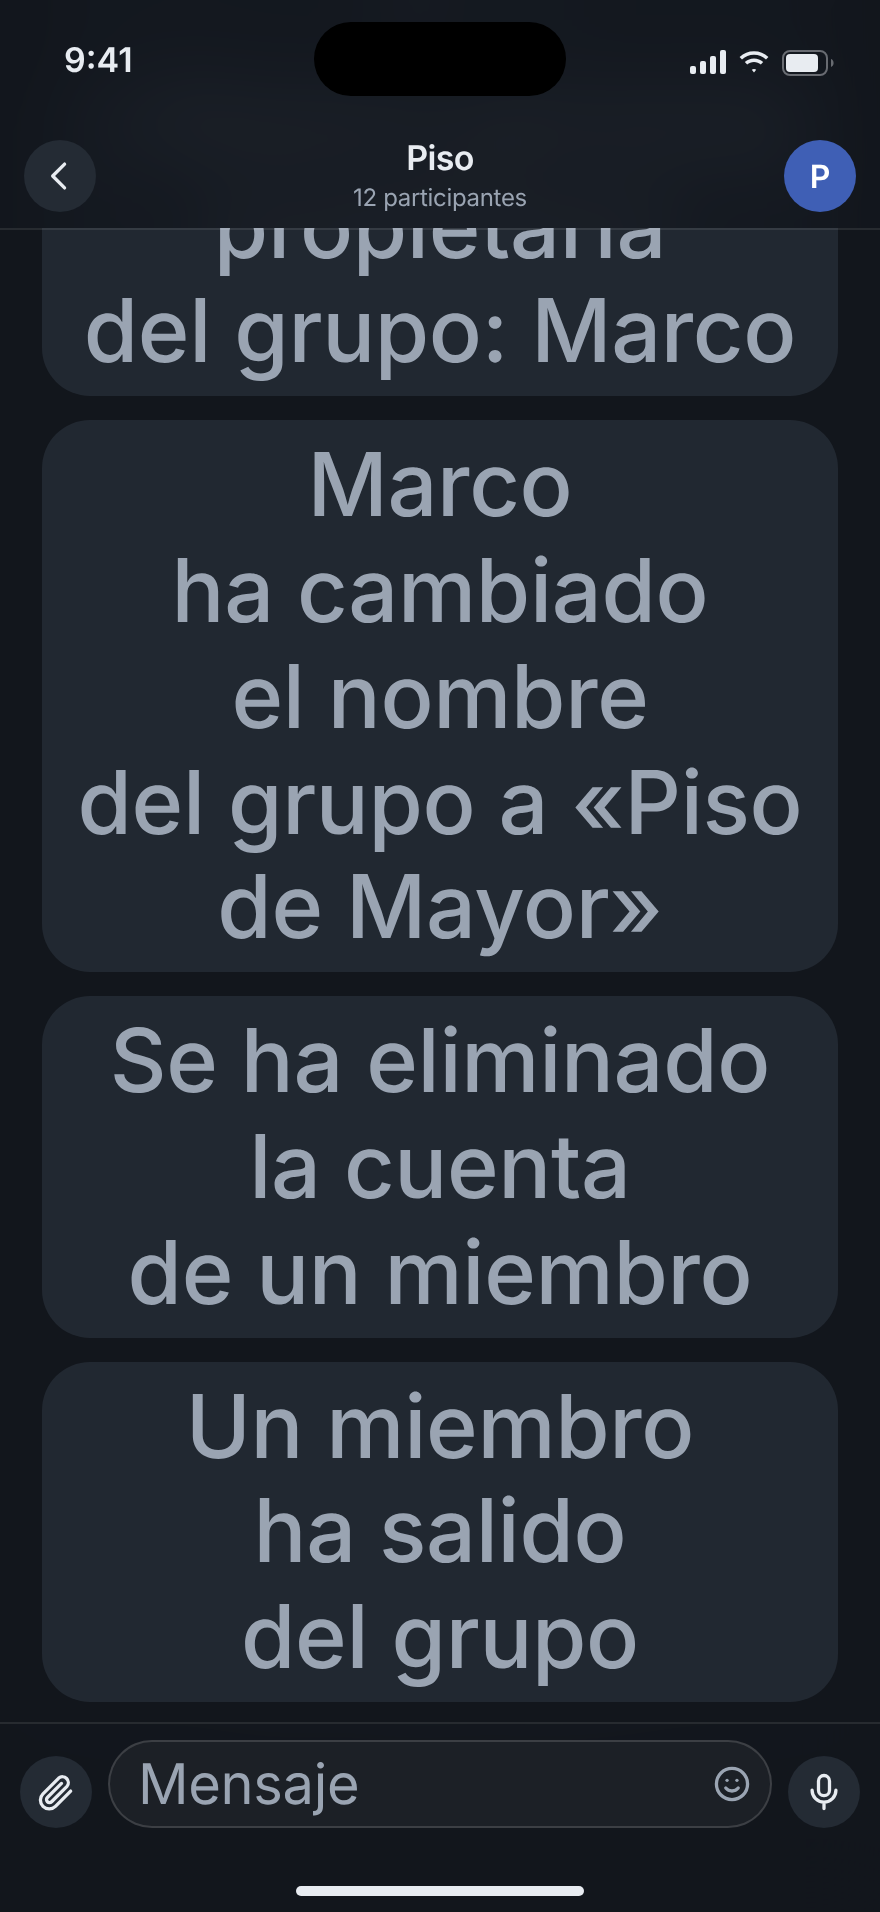 9:41
Piso
12 participantes
P
propietaria
del grupo: Marco
Marco
ha cambiado
el nombre
del grupo a «Piso
de Mayor»
Se ha eliminado
la cuenta
de un miembro
Un miembro
ha salido
del grupo
Mensaje